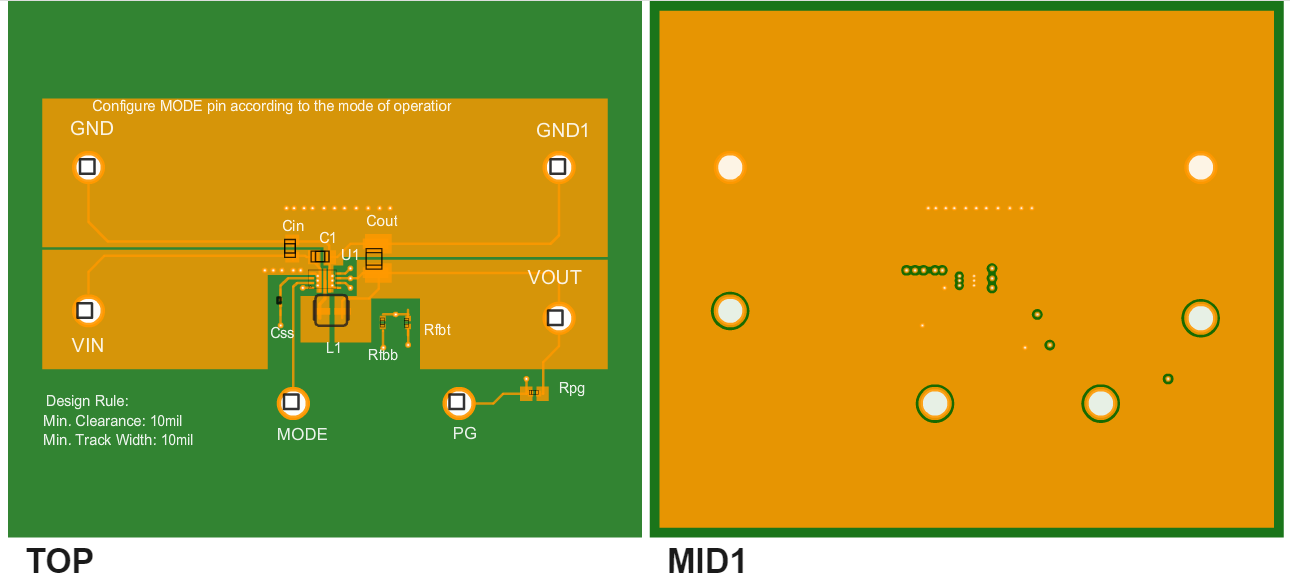 Configure MODE pin according to the mode of operatior
GND
GND1
Cin
Cout
C1
U1
VOUT
Css
L1
Rfbt
VIN
Rfbb
Rpg
Design Rule:
Min. Clearance: 10mil
Min. Track Width: 10mil
MODE
PG
TOP
MID1